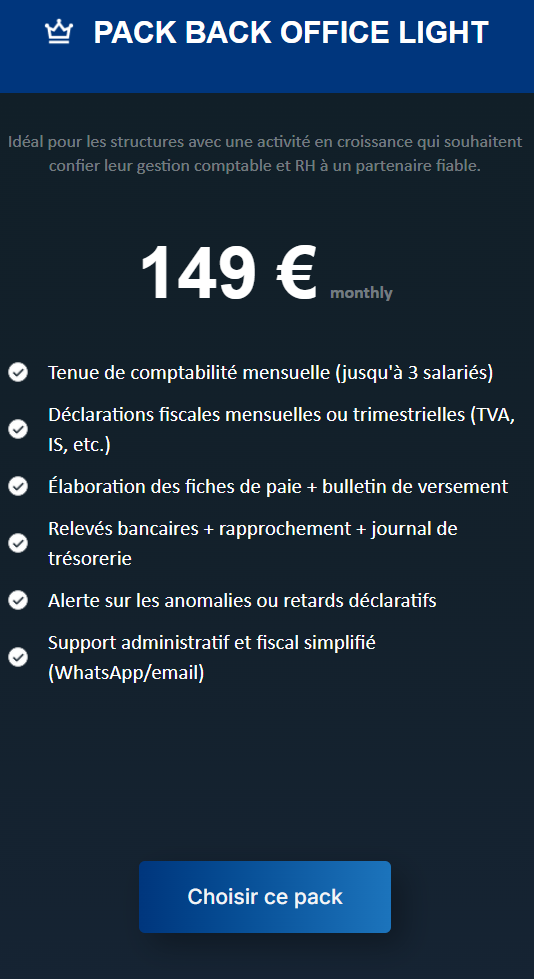 PACK BACK OFFICE LIGHT
Idéal pour les structures avec une activité en croissance qui souhaitent
confier leur gestion comptable et RH à un partenaire fiable.
149 € monthly
Tenue de comptabilité mensuelle (jusqu'à 3 salariés)
Déclarations fiscales mensuelles ou trimestrielles (TVA,
IS, etc.)
Élaboration des fiches de paie + bulletin de versement
Relevés bancaires + rapprochement + journal de
trésorerie
Alerte sur les anomalies ou retards déclaratifs
Support administratif et fiscal simplifié
(WhatsApp/email)
Choisir ce pack